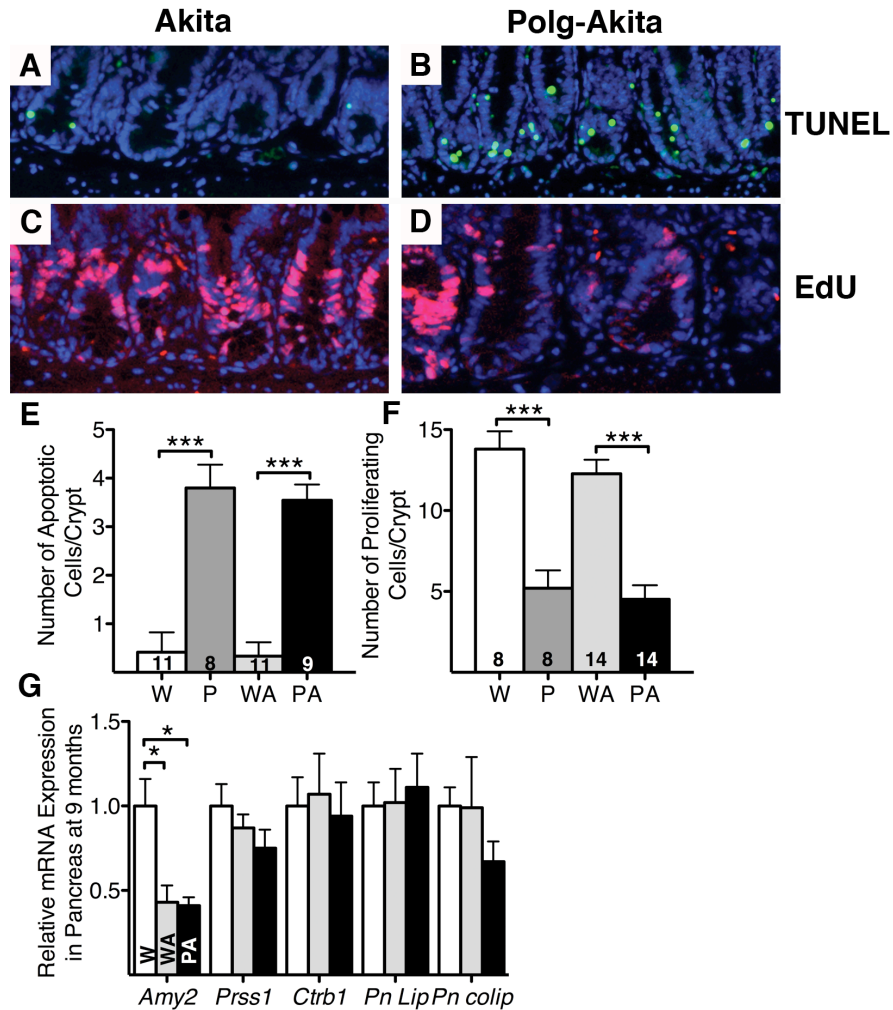 Akita
Polg-Akita
A
B
TUNEL
C
D
EdU
E
Number of Apoptotic
Cells/Crypt
5
4
3
2
1
***
***
11
8
11
9
W
P
WA
PA
F
Number of Proliferating
Cells/Crypt
15
10
5
***
***
8
8
14
14
W
P
WA
PA
G
Relative mRNA Expression
in Pancreas at 9 months
1.5
1.0
0.5
*
*
W
WA
PA
Amy2
Prss1
Ctrb1
Pn Lip
Pn colip